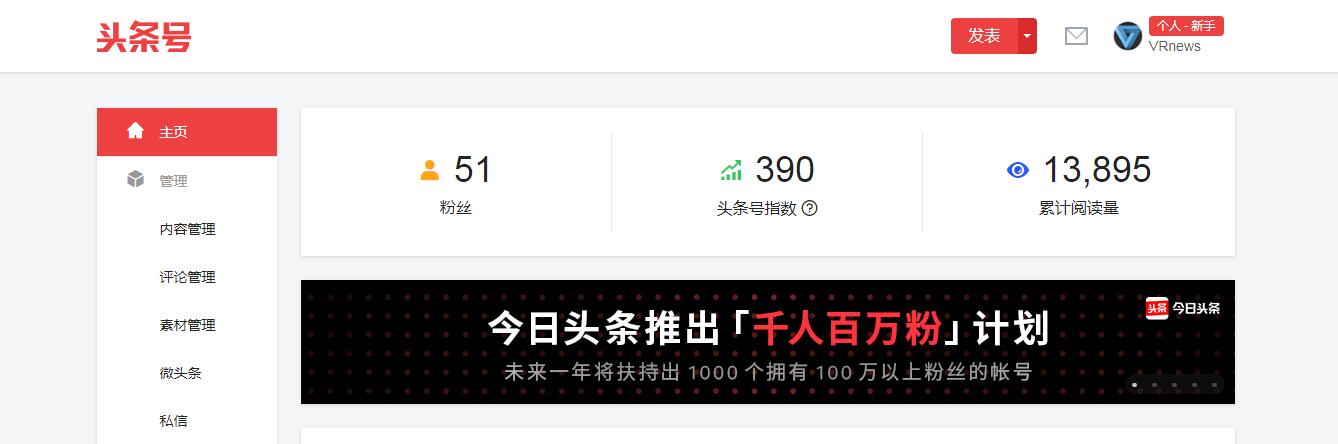 头条号
发表
个人 - 新手
VRnews
主页
管理
内容管理
评论管理
素材管理
微头条
私信
51
粉丝
390
头条号指数
13,895
累计阅读量
头条 今日头条
今日头条推出「千人百万粉」计划
未来一年将扶持出 1000 个拥有 100 万以上粉丝的帐号